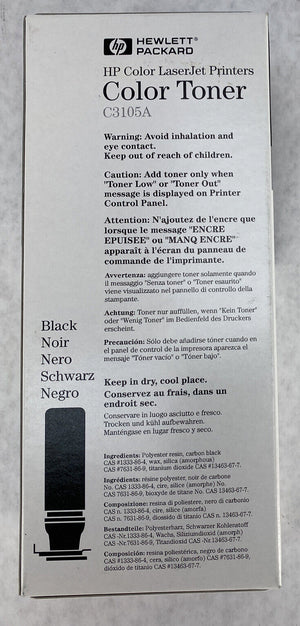 hp HEWLETT®
PACKARD
HP Color LaserJet Printers
Color Toner
C3105A
Warning: Avoid inhalation and
eye contact.
Keep out of reach of children.
Caution: Add toner only when
"Toner Low" or "Toner Out"
message is displayed on Printer
Control Panel.
Attention: N'ajoutez de l'encre que
lorsque le message "ENCRE
EPUISEE" ou "MANQ ENCRE"
apparaît à l'écran du panneau de
commande de l'imprimante.
Avvertenza: aggiungere toner solamente quando
il messaggio "Senza toner" o "Toner esaurito"
viene visualizzato nel pannello di controllo della
stampante.
Achtung: Toner nur auffüllen, wenn "Kein Toner"
oder "Wenig Toner" im Bedienfeld des Druckers
erscheint.
Precaución: Sólo debe añadirse tóner cuando en
el panel de control de la impresora aparezca el
mensaje "Tóner vacío" o "Tóner bajo".
Black
Noir
Nero
Schwarz
Negro
Keep in dry, cool place.
Conservez au frais, dans un
endroit sec.
Conservare in luogo asciutto e fresco.
Trocken und kühl aufbewahren.
Manténgase en lugar fresco y seco.
Ingredients: Polyester resin, carbon black
CAS #1333-86-4, wax, silica (amorphous)
CAS #7631-86-9, titanium dioxide CAS #13463-67-7.
Ingrédients: résine polyester, noir de carbone
No. CAS 1333-86-4, cire, silice (amorphe) No.
CAS 7631-86-9, bioxyde de titane No. CAS 13463-67-7.
Composizione: resina di poliestere, nero di carbonio
CAS n. 1333-86-4, cera, silice (amorfa)
CAS n. 7631-86-9, diossido di titanio CAS n. 13463-67-7.
Bestandteile: Polyesterharz, Schwarzer Kohlenstoff
CAS -Nr.1333-86-4, Wachs, Siliziumdioxid (amorph)
CAS -Nr.7631-86-9, Titandioxid CAS -Nr.13463-67-7.
Composición: resina poliestérica, negro de carbono
CAS #1333-86-4, cera, sílice (amorfa) CAS #7631-86-9,
dióxido de titanio CAS #13463-67-7.